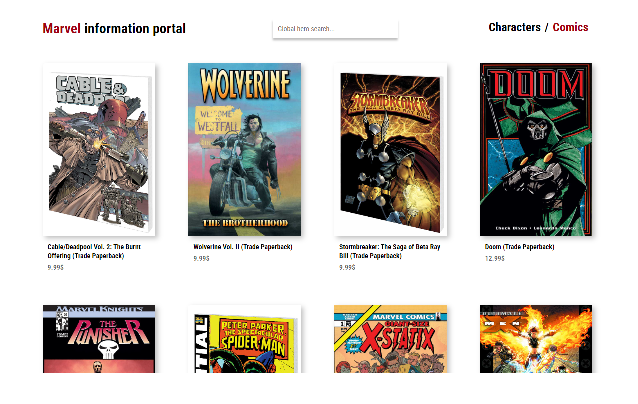 Marvel information portal
Global hero search...
Characters / Comics
CABLE &
DEADPOOL
WOLVERINE
WELCOME
TO
WESTFALL
THE BROTHERHOOD
STORMBREAKER
DOOM
Chuck Dixon • Leonardo Manco
Cable/Deadpool Vol. 2: The Burnt
Offering (Trade Paperback)
9.99$
Wolverine Vol. II (Trade Paperback)
9.99$
Stormbreaker: The Saga of Beta Ray
Bill (Trade Paperback)
9.99$
Doom (Trade Paperback)
12.99$
MARVEL KNIGHTS
THE
PUNISHER
NTIAL
PETER PARKER,
THE SPECTACULAR
SPIDER-MAN
MARVEL COMICS
GIANT-SIZE
X-STATIX
ULTIMATE
MEN